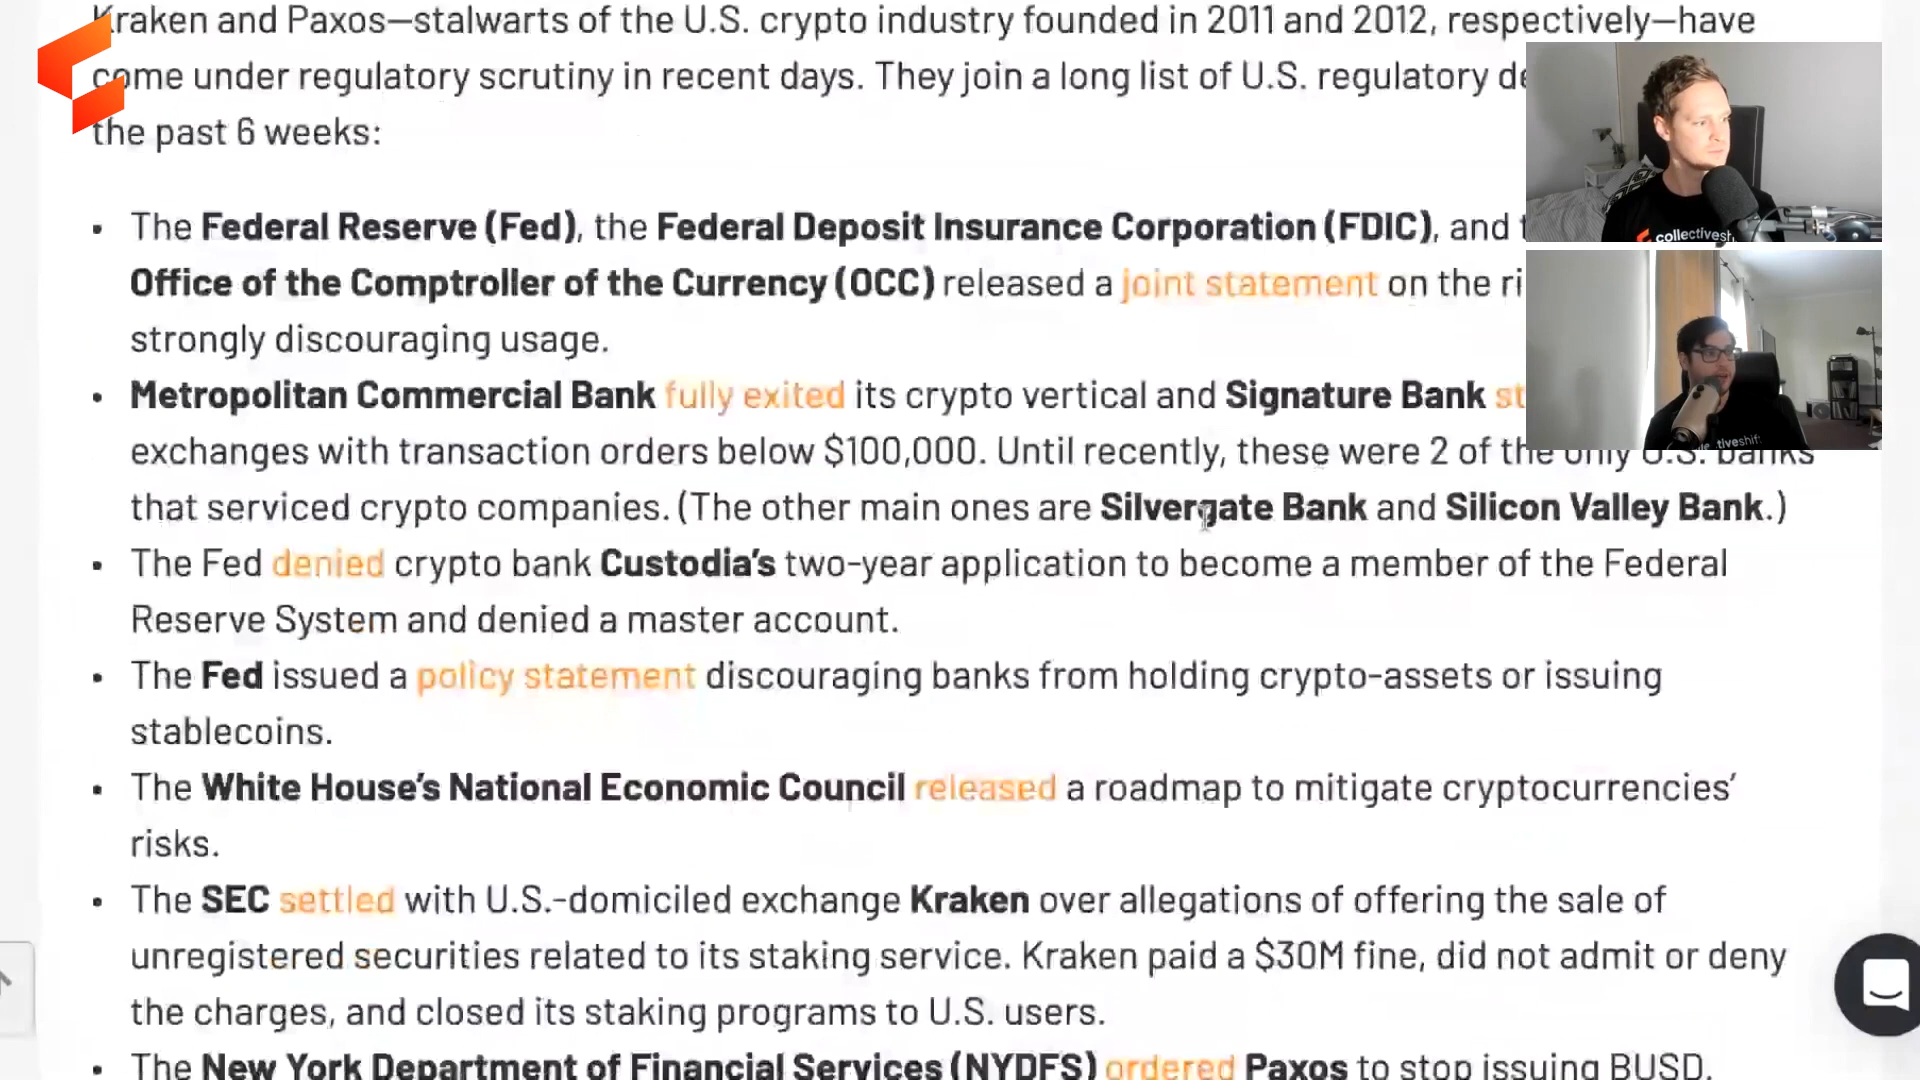 Kraken and Paxos—stalwarts of the U.S. crypto industry founded in 2011 and 2012, respectively—have
come under regulatory scrutiny in recent days. They join a long list of U.S. regulatory
the past 6 weeks:
• The Federal Reserve (Fed), the Federal Deposit Insurance Corporation (FDIC), and
Office of the Comptroller of the Currency (OCC) released a joint statement on the
strongly discouraging usage.
• Metropolitan Commercial Bank fully exited its crypto vertical and Signature Bank
exchanges with transaction orders below $100,000. Until recently, these were 2 of the only U.S. banks
that serviced crypto companies. (The other main ones are Silvergate Bank and Silicon Valley Bank.)
• The Fed denied crypto bank Custodia’s two-year application to become a member of the Federal
Reserve System and denied a master account.
• The Fed issued a policy statement discouraging banks from holding crypto-assets or issuing
stablecoins.
• The White House’s National Economic Council released a roadmap to mitigate cryptocurrencies’
risks.
• The SEC settled with U.S.-domiciled exchange Kraken over allegations of offering the sale of
unregistered securities related to its staking service. Kraken paid a $30M fine, did not admit or deny
the charges, and closed its staking programs to U.S. users.
• The New York Department of Financial Services (NYDFS) ordered Paxos to stop issuing BUSD.